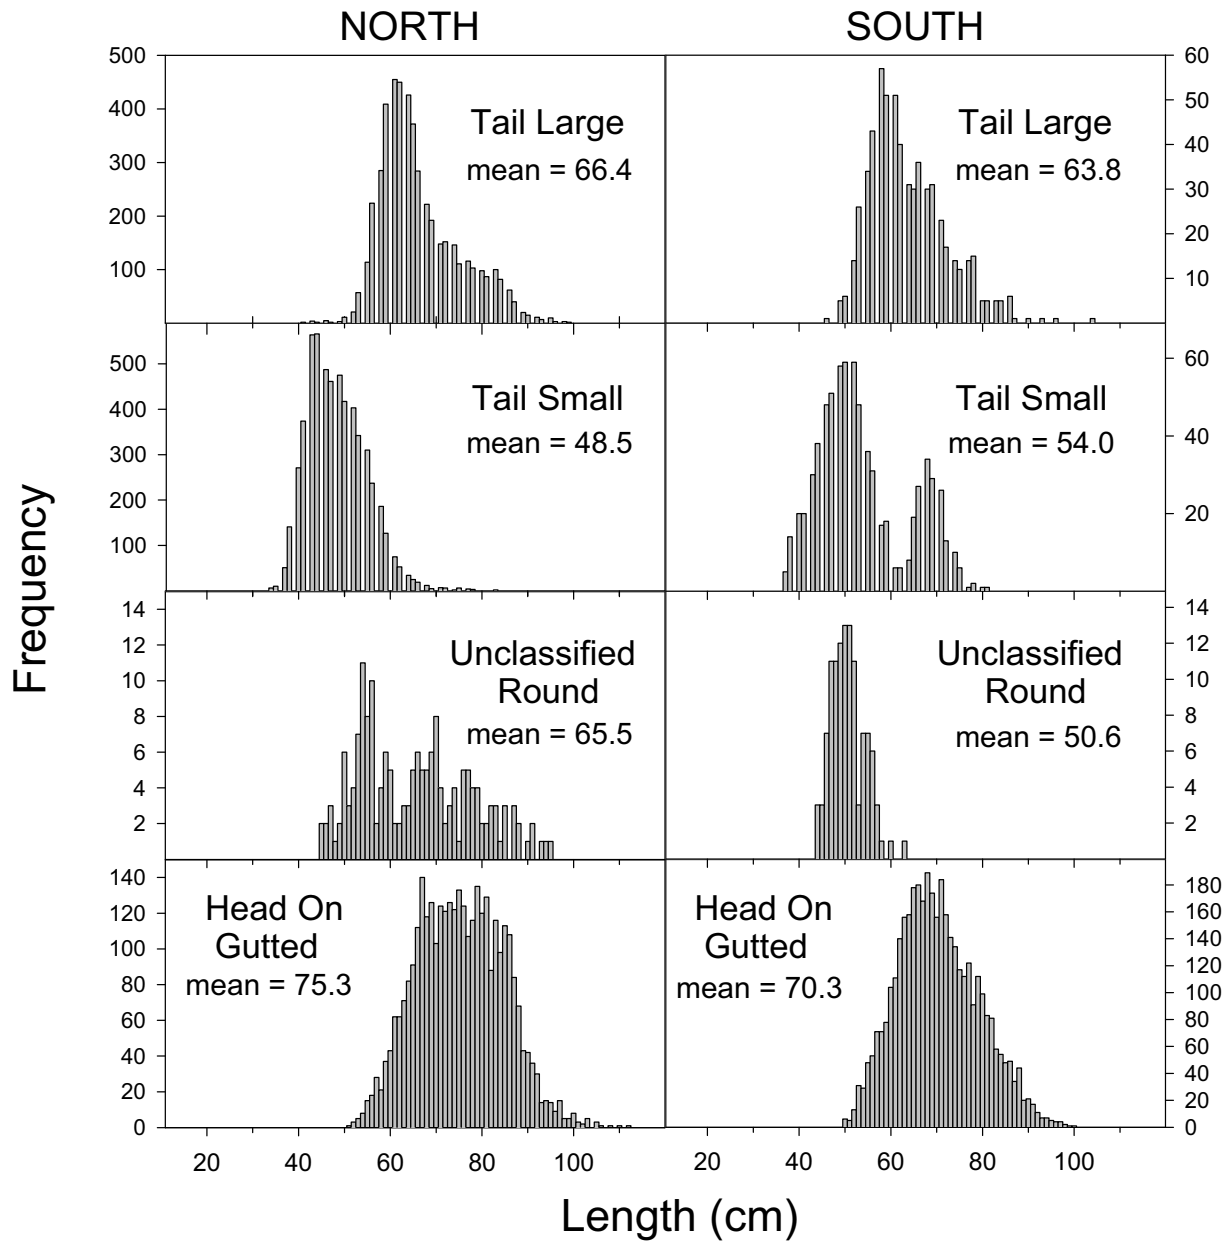 NORTH
SOUTH
500
400
300
200
100
Tail Large
mean = 66.4
Tail Large
mean = 63.8
60
50
40
30
20
10
500
400
300
200
100
Tail Small
mean = 48.5
Tail Small
mean = 54.0
60
40
20
Frequency
14
12
10
8
6
4
2
Unclassified
Round
mean = 65.5
Unclassified
Round
mean = 50.6
14
12
10
8
6
4
2
140
120
100
80
60
40
20
0
Head On
Gutted
mean = 75.3
Head On
Gutted
mean = 70.3
180
160
140
120
100
80
60
40
20
0
20 40 60 80 100
20 40 60 80 100
Length (cm)